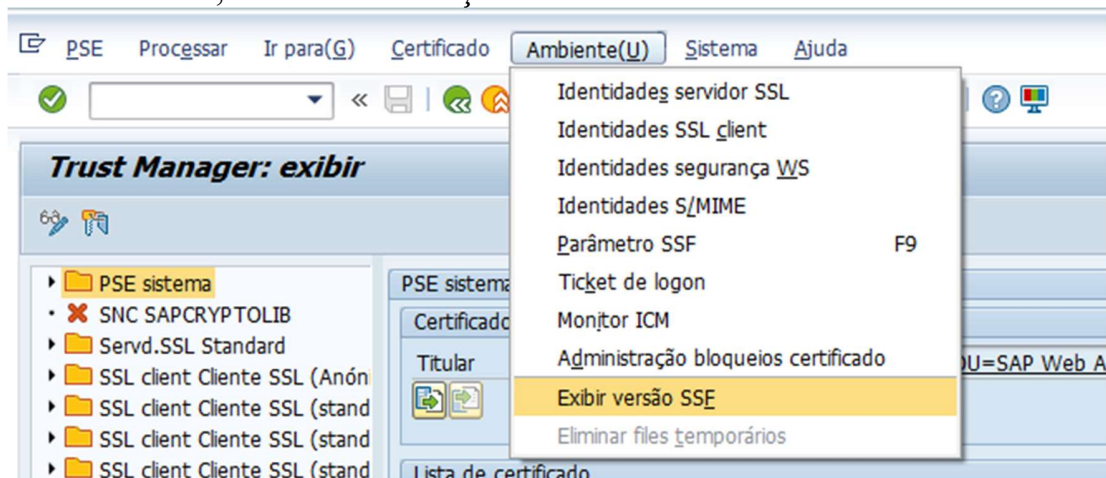 PSE Processar Ir para(G) Certificado Ambiente(U) Sistema Ajuda
Identidades servidor SSL
Identidades SSL client
Identidades segurança WS
Identidades S/MIME
Parâmetro SSF F9
Ticket de logon
Monitor ICM
Administração bloqueios certificado
Exibir versão SSF
Eliminar files temporários
Trust Manager: exibir
PSE sistema
SNC SAPCRYPTOLIB
Servd.SSL Standard
SSL client Cliente SSL (Anóni
SSL client Cliente SSL (stand
SSL client Cliente SSL (stand
SSL client Cliente SSL (stand
PSE sistema
Certificado
Titular OU=SAP Web A
Lista de certificado